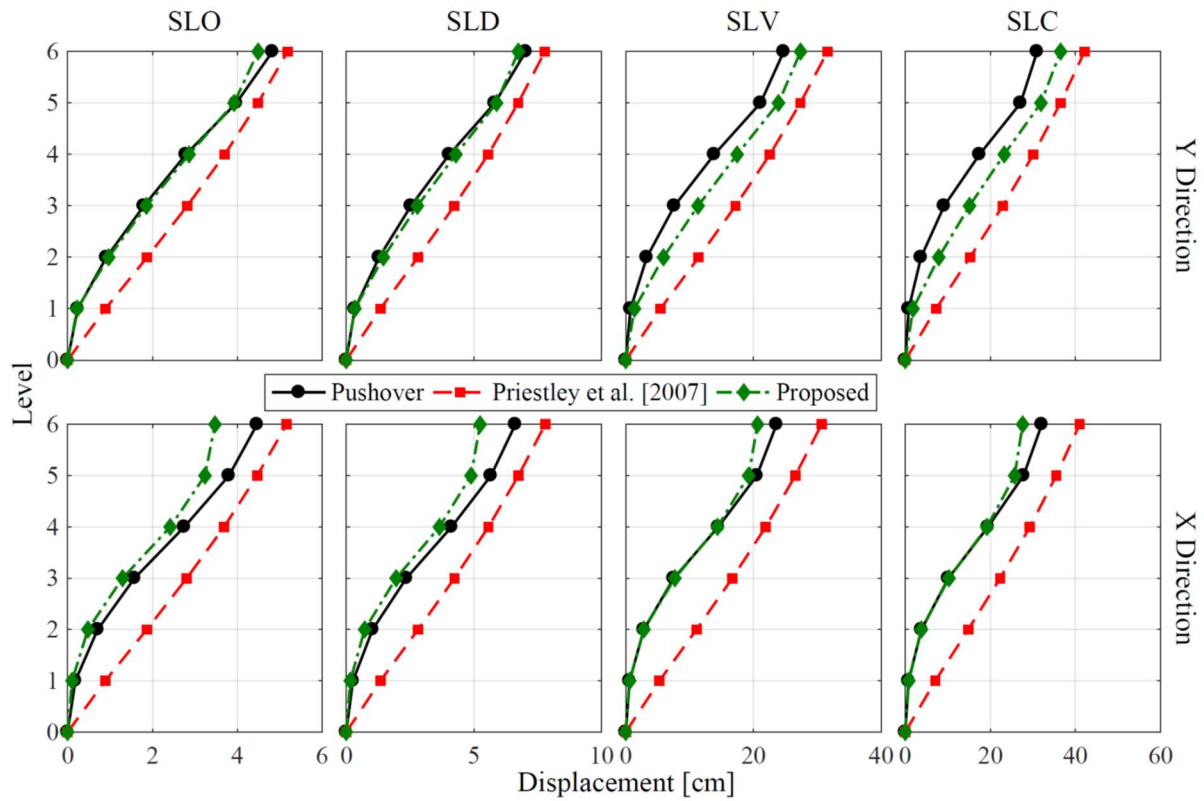 SLO SLD SLV SLC
6
5
4
3
2
1
0
Y Direction
Level
Pushover Priestley et al. [2007] Proposed
6
5
4
3
2
1
0
X Direction
0 2 4 6 0 5 10 0 20 40 0 20 40 60
Displacement [cm]